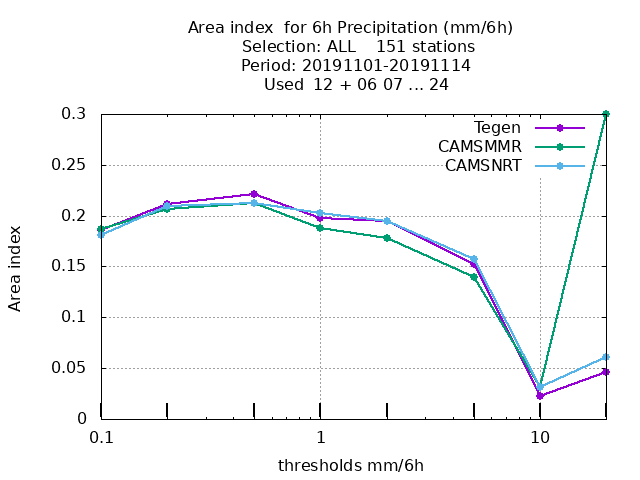 Area index  for 6h Precipitation (mm/6h)
Selection: ALL    151 stations
Period: 20191101-20191114
Used  12 + 06 07 ... 24
Tegen
CAMSMMR
CAMSNRT
0.3
0.25
0.2
0.15
0.1
0.05
0
Area index
0.1
1
10
thresholds mm/6h